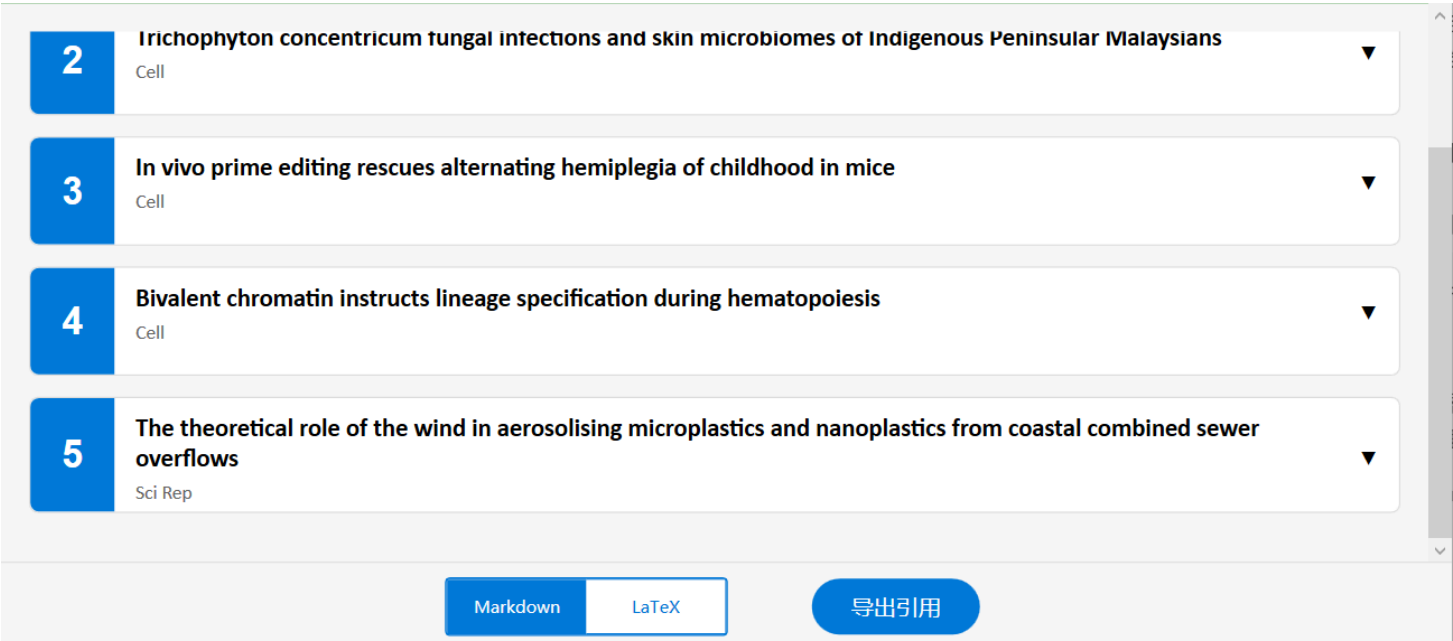 2
Trichophyton concentricum fungal infections and skin microbiomes of Indigenous Peninsular Malaysians
Cell
3
In vivo prime editing rescues alternating hemiplegia of childhood in mice
Cell
4
Bivalent chromatin instructs lineage specification during hematopoiesis
Cell
5
The theoretical role of the wind in aerosolising microplastics and nanoplastics from coastal combined sewer
overflows
Sci Rep
Markdown
LaTeX
导出引用